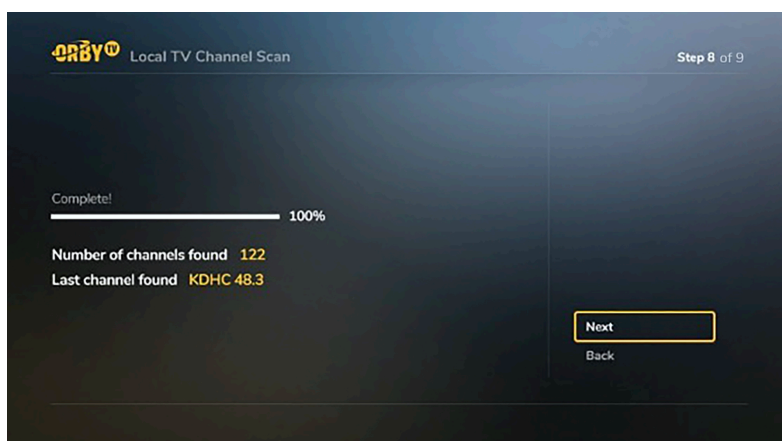 ORBY TV Local TV Channel Scan
Step 8 of 9
Complete!
100%
Number of channels found 122
Last channel found KDHC 48.3
Next
Back